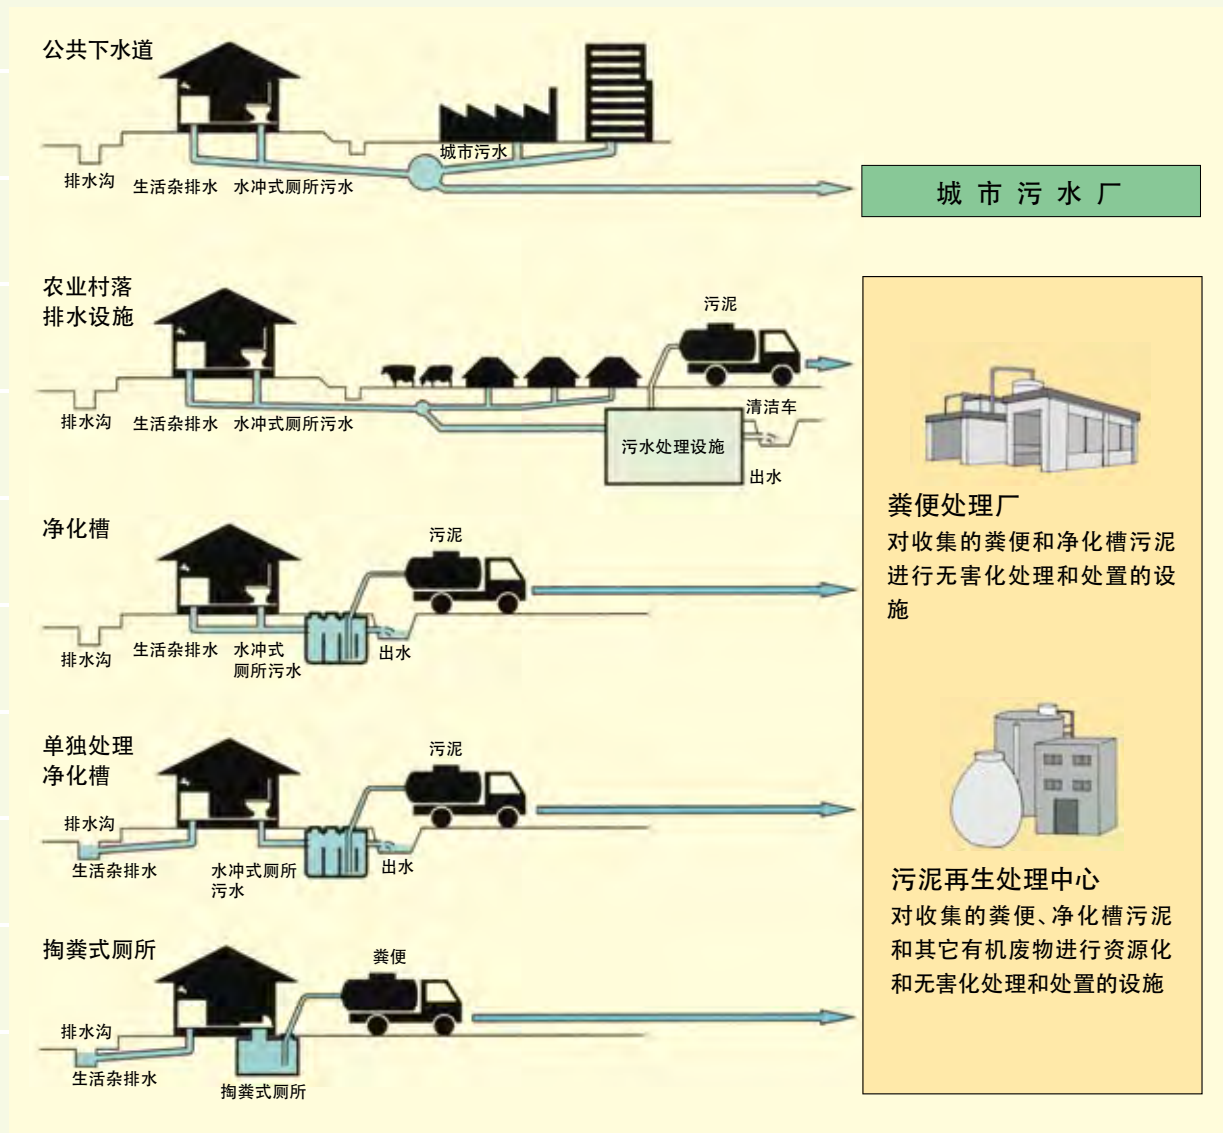 公共下水道
城市污水
排水沟
生活杂排水
水冲式厕所污水
城市污水厂
农业村落
排水设施
污泥
清洁车
排水沟
生活杂排水
水冲式厕所污水
污水处理设施
出水
净化槽
污泥
排水沟
生活杂排水
水冲式
厕所污水
出水
单独处理
净化槽
污泥
排水沟
生活杂排水
水冲式厕所
污水
出水
掏粪式厕所
粪便
排水沟
生活杂排水
掏粪式厕所
粪便处理厂
对收集的粪便和净化槽污泥
进行无害化处理和处置的设
施
污泥再生处理中心
对收集的粪便、净化槽污泥
和其它有机废物进行资源化
和无害化处理和处置的设施